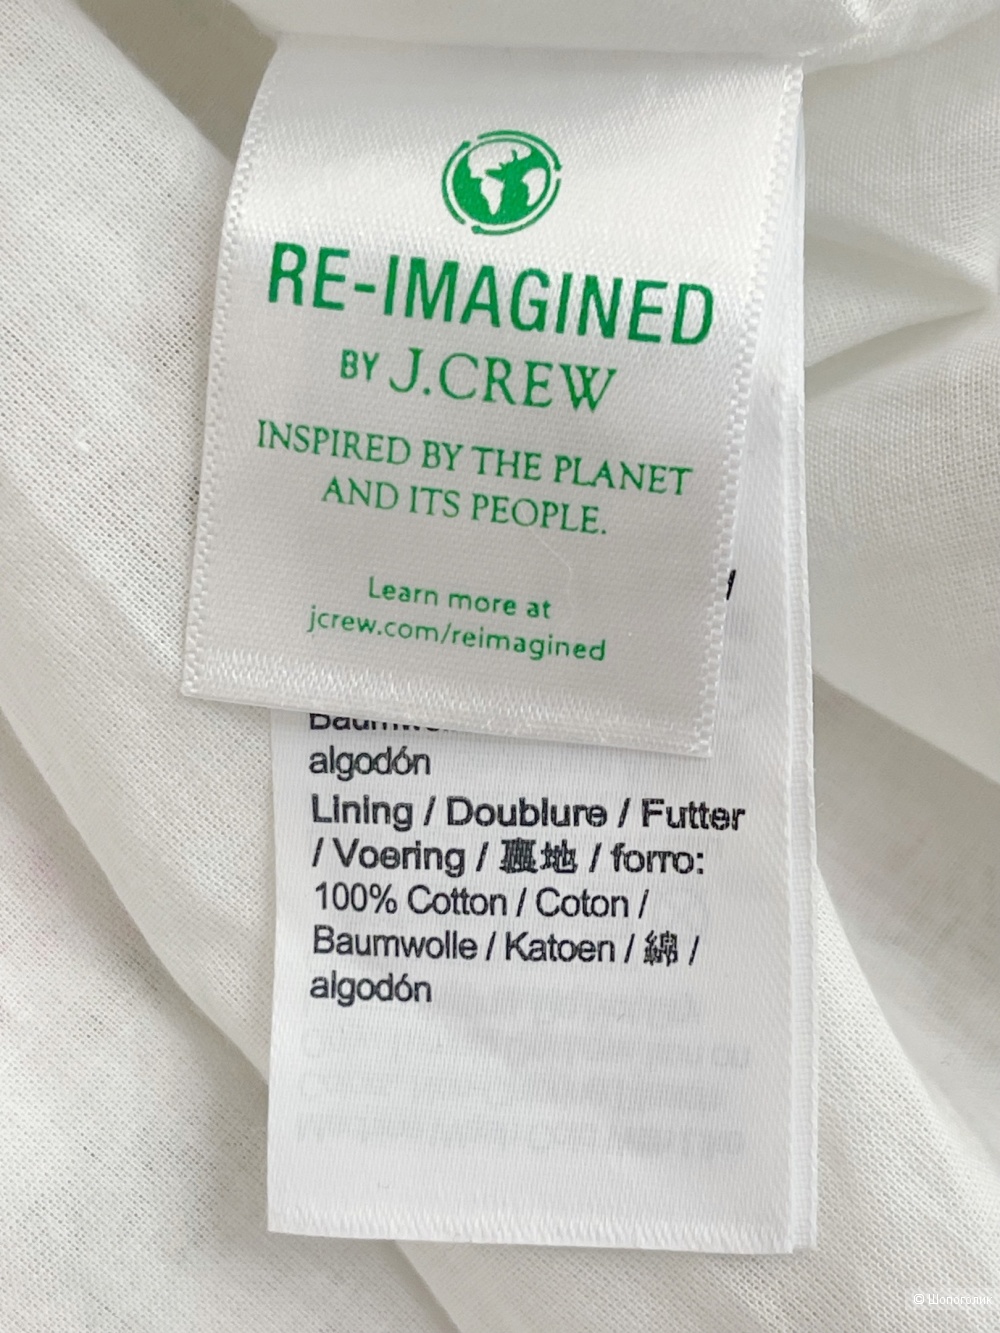 RE-IMAGINED
BY J.CREW
INSPIRED BY THE PLANET
AND ITS PEOPLE.
Learn more at
jcrew.com/reimagined
algodón
Lining / Doublure / Futter
/ Voering / 裏地 / forro:
100% Cotton / Coton /
Baumwolle / Katoen / 綿 /
algodón
© Шопоголик